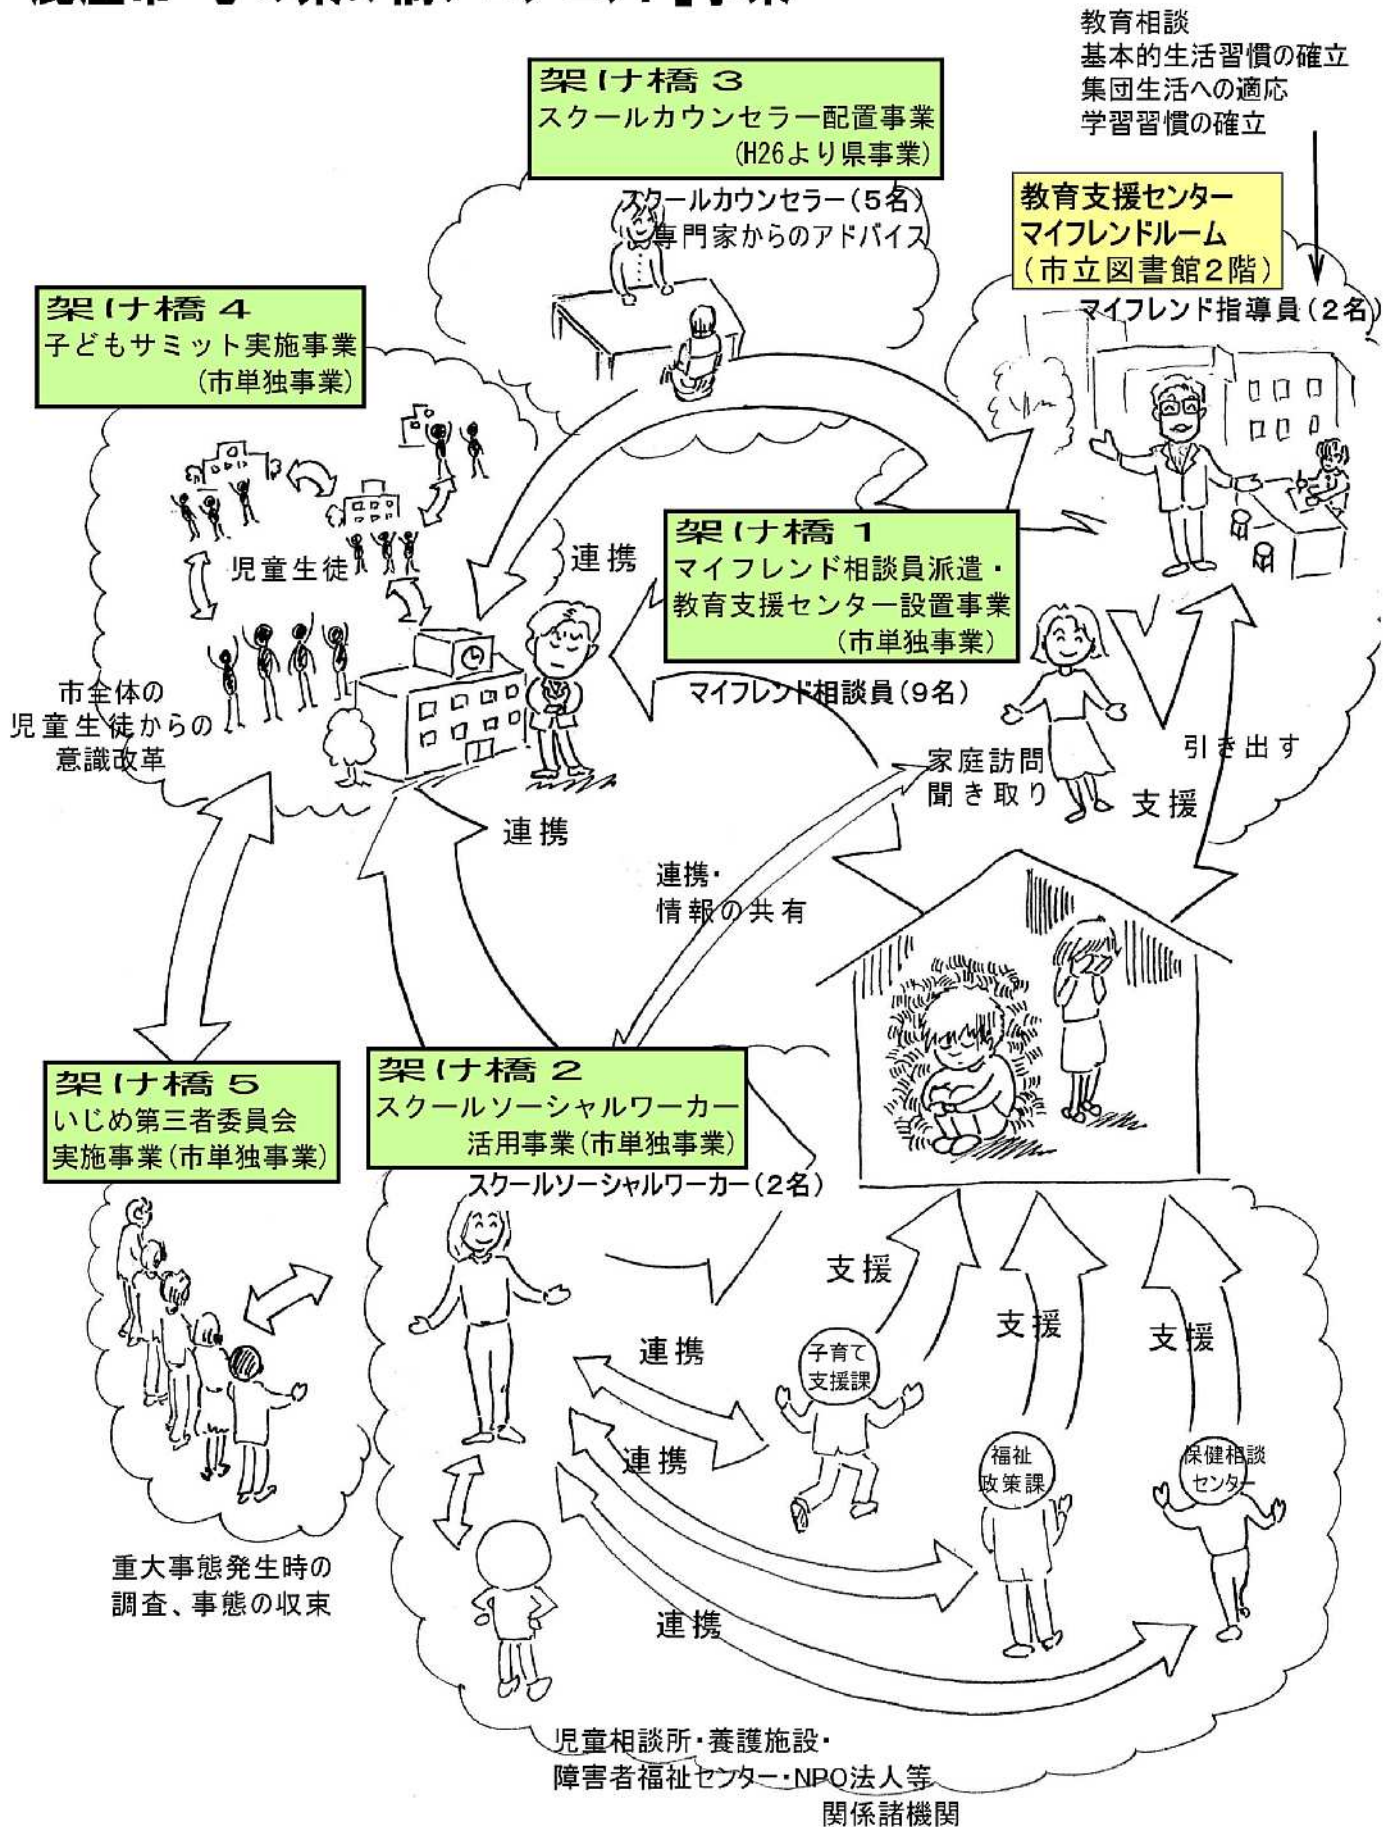 教育相談
基本的生活習慣の確立
集団生活への適応
学習習慣の確立
架け橋３
スクールカウンセラー配置事業
(H26より県事業)
スクールカウンセラー(５名)
専門家からのアドバイス
教育支援センター
マイフレンドルーム
(市立図書館2階)
マイフレンド指導員(2名)
架け橋４
子どもサミット実施事業
(市単独事業)
児童生徒
市全体の
児童生徒からの
意識改革
連携
架け橋１
マイフレンド相談員派遣・
教育支援センター設置事業
(市単独事業)
マイフレンド相談員(9名)
家庭訪問
聞き取り
引き出す
支援
連携
連携・
情報の共有
架け橋５
いじめ第三者委員会
実施事業(市単独事業)
架け橋２
スクールソーシャルワーカー
活用事業(市単独事業)
スクールソーシャルワーカー(2名)
支援
支援
支援
連携
子育て
支援課
連携
福祉
政策課
保健相談
センター
重大事態発生時の
調査、事態の収束
連携
児童相談所・養護施設・
障害者福祉センター・NPO法人等
関係諸機関